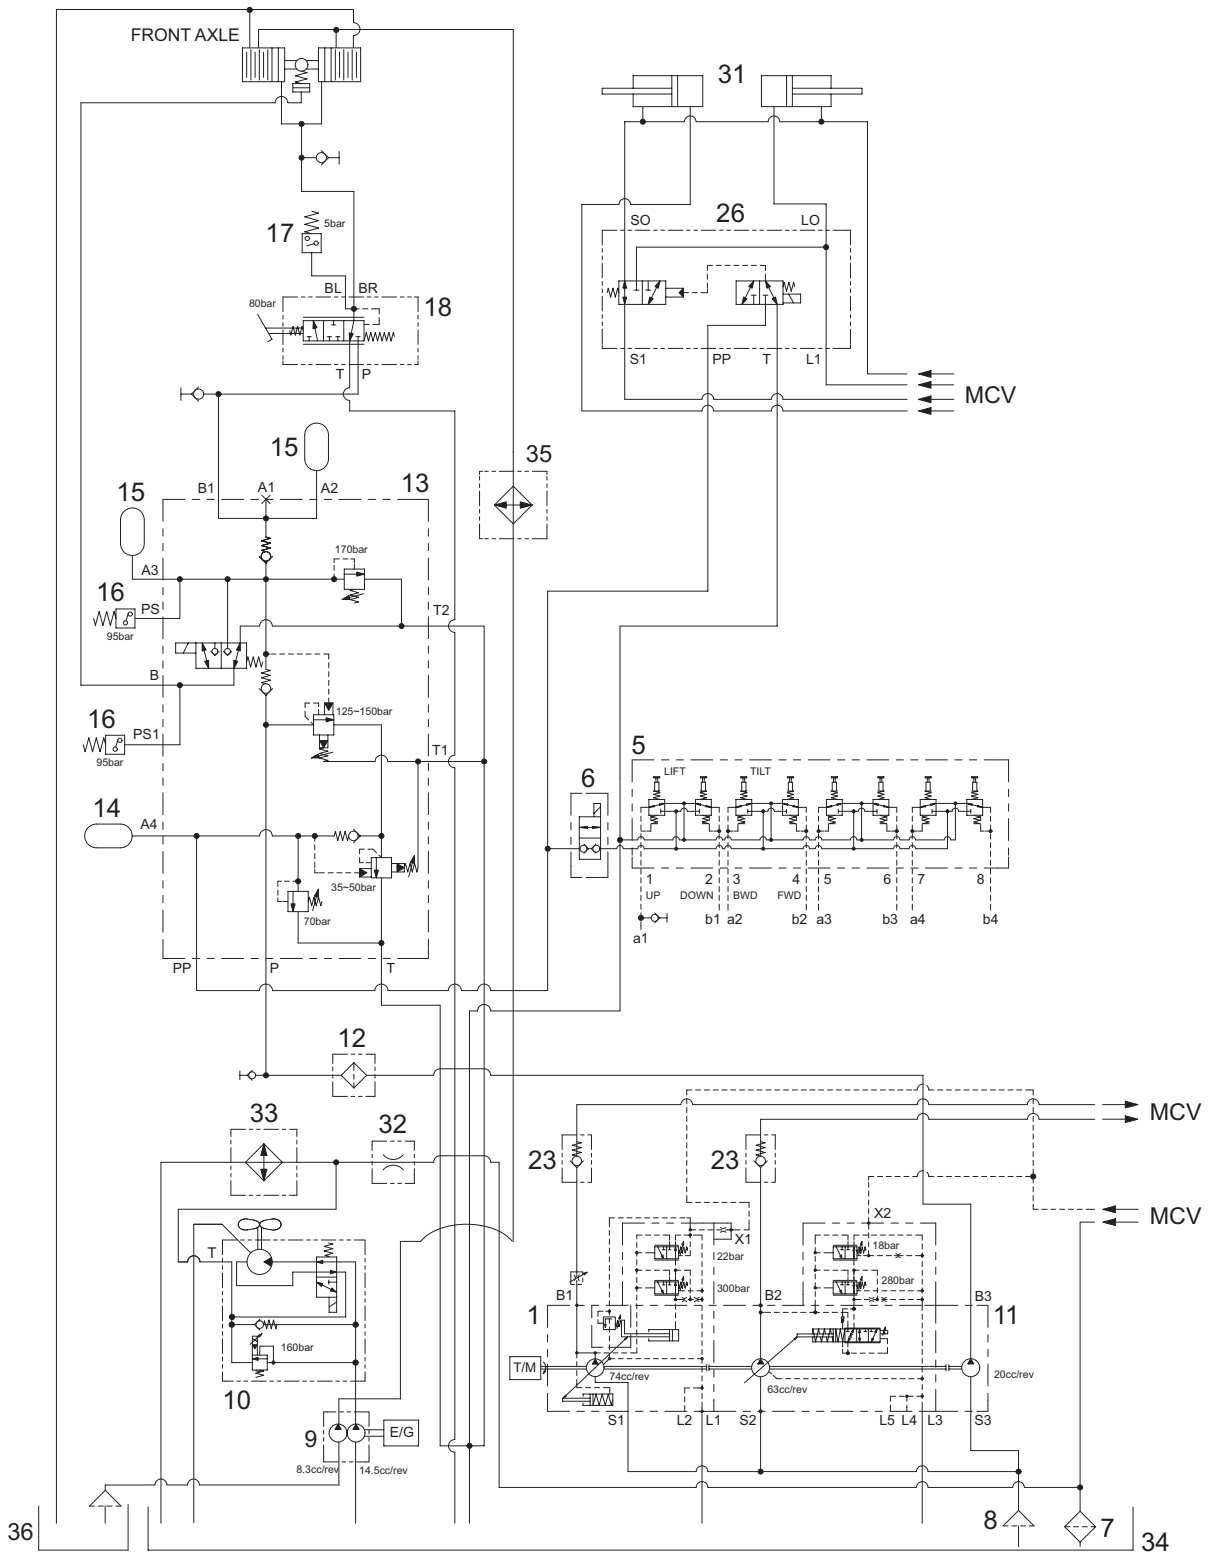 FRONT AXLE
31
26
SO
LO
17
5bar
BL
BR
80bar
18
T
P
S1
PP
T
L1
MCV
15
35
15
B1
A1
A2
13
170bar
A3
16
PS
95bar
T2
B
125~150bar
16
PS1
95bar
T1
5
LIFT
TILT
6
14
A4
35~50bar
70bar
1
2
3
4
5
6
7
8
UP
DOWN
BWD
FWD
b1
a2
b2
a3
b3
a4
b4
a1
PP
P
T
12
33
32
MCV
23
23
MCV
T
X1
X2
22bar
18bar
300bar
280bar
B1
B2
B3
1
11
160bar
T/M
74cc/rev
63cc/rev
20cc/rev
10
S1
L2
L1
S2
L5
L4
L3
S3
9
E/G
8.3cc/rev
14.5cc/rev
36
8
7
34